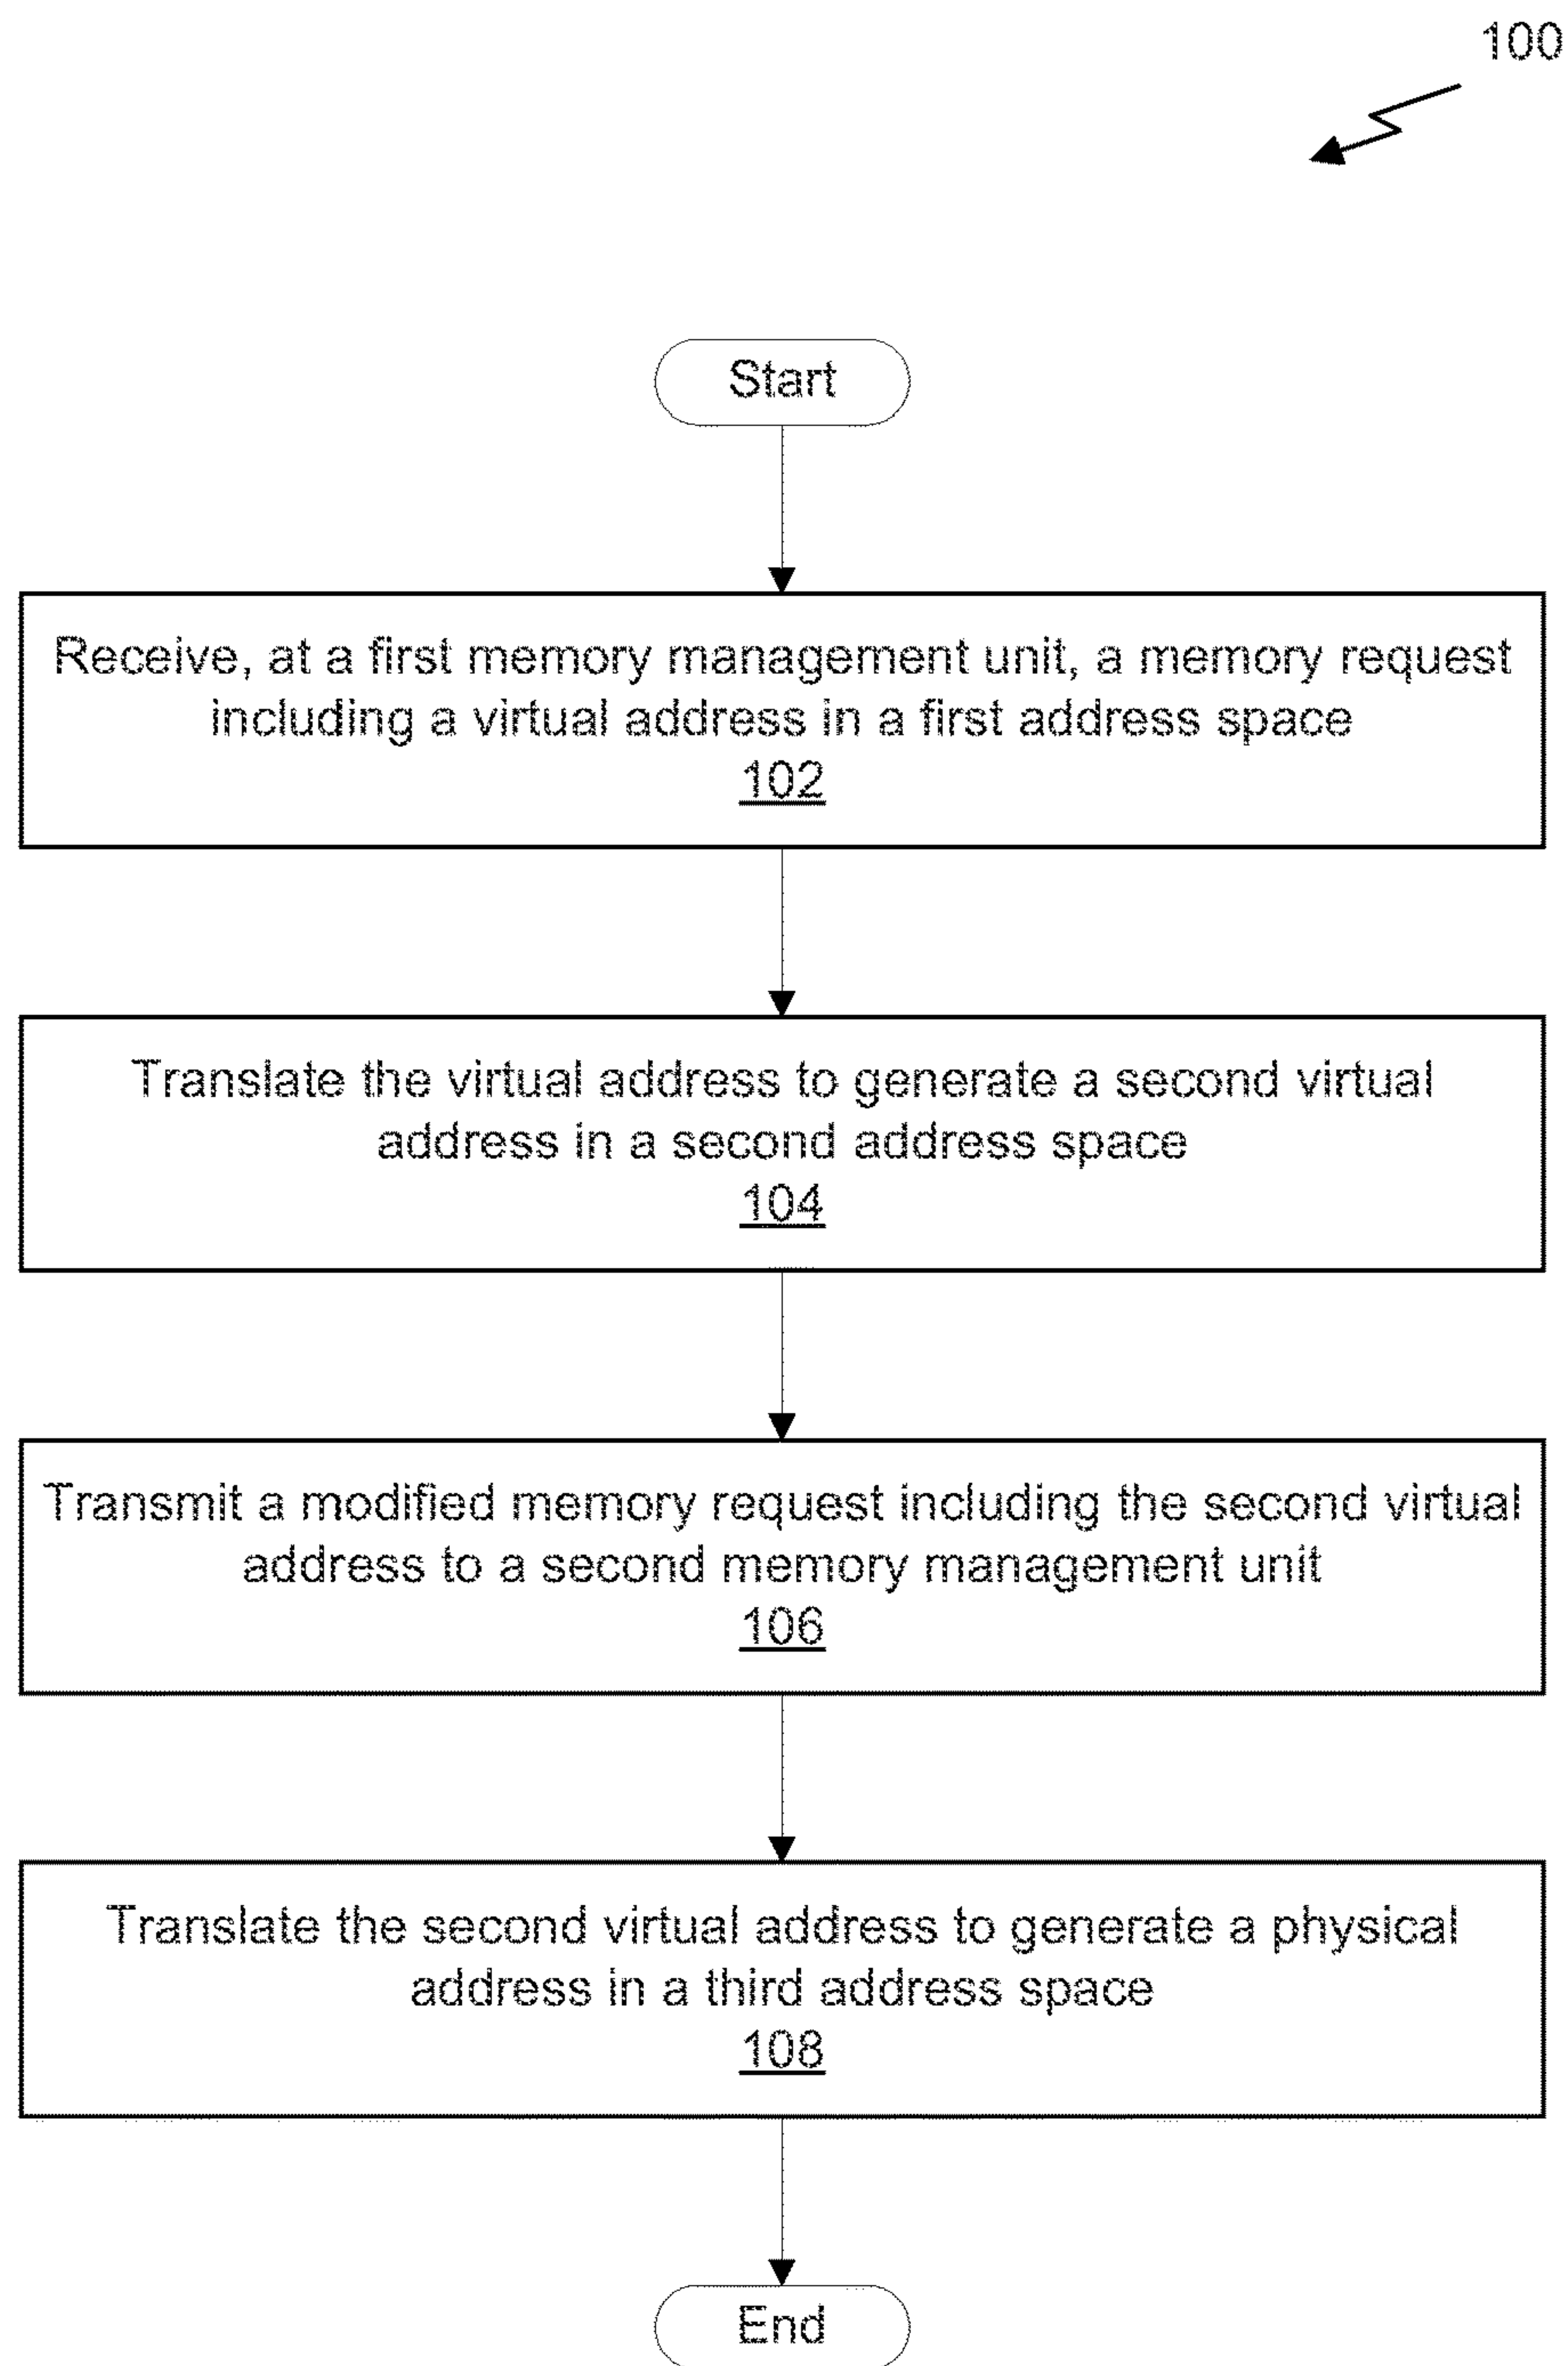 100
Start
Receive, at a first memory management unit, a memory request
including a virtual address in a first address space
102
Translate the virtual address to generate a second virtual
address in a second address space
104
Transmit a modified memory request including the second virtual
address to a second memory management unit
106
Translate the second virtual address to generate a physical
address in a third address space
108
End